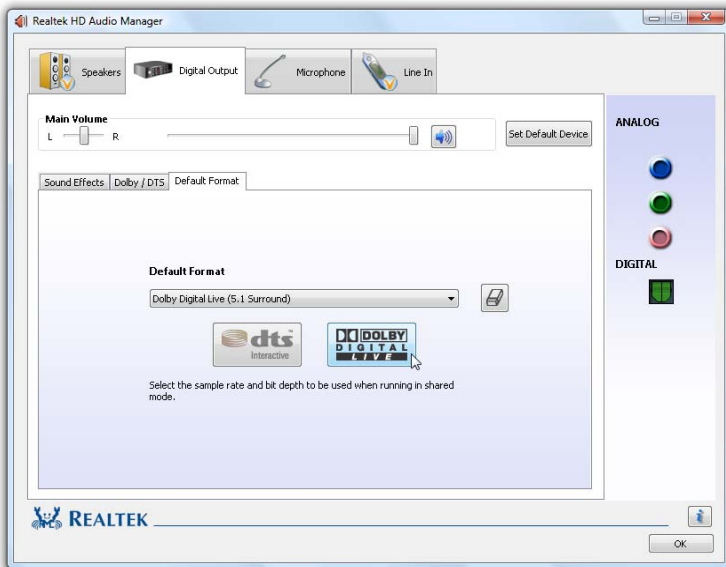 Realtek HD Audio Manager
Speakers
Digital Output
Microphone
Line In
Main Volume
L
R
Set Default Device
Sound Effects
Dolby / DTS
Default Format
Default Format
Dolby Digital Live (5.1 Surround)
dts
Interactive
DOLBY
DIGITAL
LIVE
Select the sample rate and bit depth to be used when running in shared
mode.
ANALOG
DIGITAL
REALTEK
i
OK